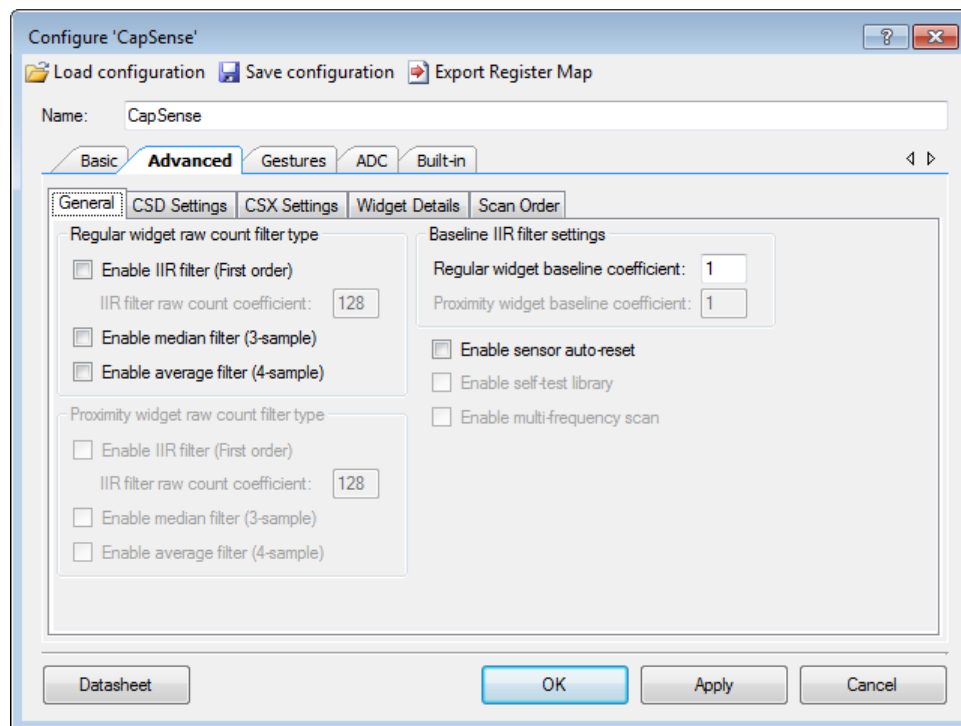 Configure 'CapSense'
Load configuration Save configuration Export Register Map
Name: CapSense
Basic Advanced Gestures ADC Built-in
General CSD Settings CSX Settings Widget Details Scan Order
Regular widget raw count filter type
Enable IIR filter (First order)
IIR filter raw count coefficient: 128
Enable median filter (3-sample)
Enable average filter (4-sample)
Proximity widget raw count filter type
Enable IIR filter (First order)
IIR filter raw count coefficient: 128
Enable median filter (3-sample)
Enable average filter (4-sample)
Baseline IIR filter settings
Regular widget baseline coefficient: 1
Proximity widget baseline coefficient: 1
Enable sensor auto-reset
Enable self-test library
Enable multi-frequency scan
Datasheet OK Apply Cancel